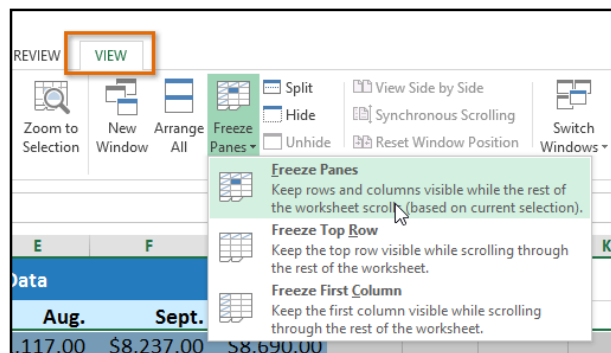 REVIEW VIEW
Zoom to Selection
New Window
Arrange All
Freeze Panes
Split
Hide
Unhide
View Side by Side
Synchronous Scrolling
Reset Window Position
Switch Windows
Freeze Panes
Keep rows and columns visible while the rest of
the worksheet scrolls (based on current selection).
Freeze Top Row
Keep the top row visible while scrolling through
the rest of the worksheet.
Freeze First Column
Keep the first column visible while scrolling
through the rest of the worksheet.
E F K
Data
Aug. Sept.
,117.00 $8,237.00 $8,690.00